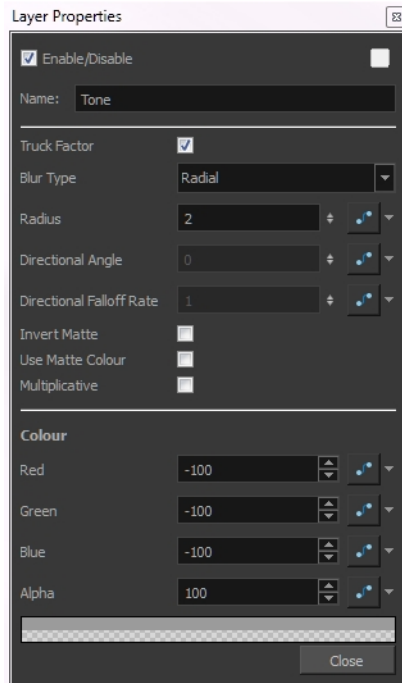 Layer Properties
Enable/Disable
Name: Tone
Truck Factor
Blur Type Radial
Radius 2
Directional Angle 0
Directional Falloff Rate 1
Invert Matte
Use Matte Colour
Multiplicative
Colour
Red -100
Green -100
Blue -100
Alpha 100
Close